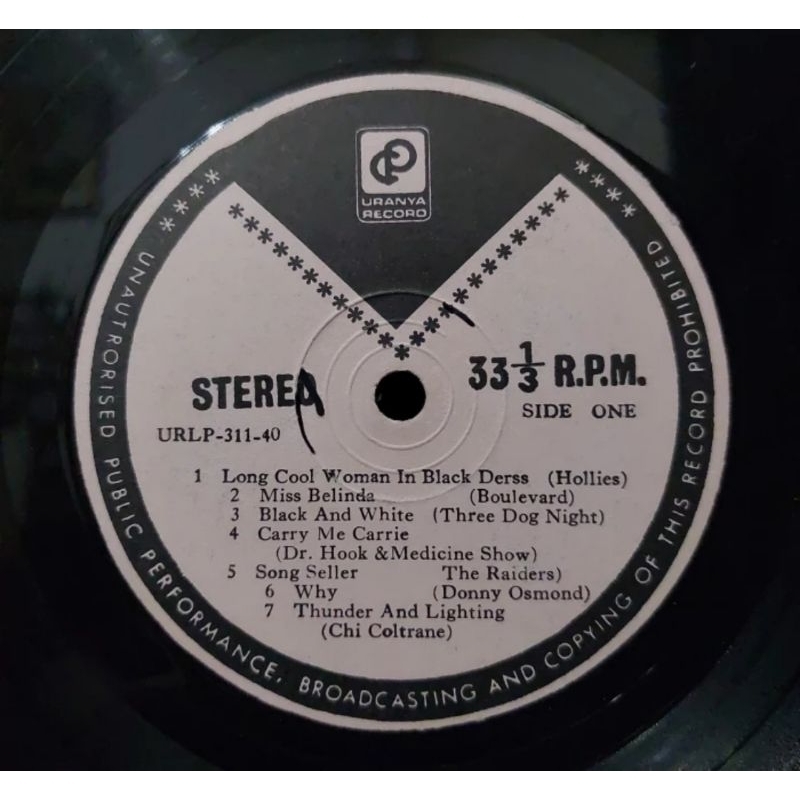 URANYA
RECORD
****
****
STEREO
33 1/3 R.P.M.
SIDE ONE
URLP-311-40
1 Long Cool Woman In Black Derss (Hollies)
2 Miss Belinda (Boulevard)
3 Black And White (Three Dog Night)
4 Carry Me Carrie
(Dr. Hook &Medicine Show)
5 Song Seller The Raiders)
6 Why (Donny Osmond)
7 Thunder And Lighting
(Chi Coltrane)
UNAUTRORISED PUBLIC PERFORMANCE, BROADCASTING AND COPYING OF THIS RECORD PROHIBITED